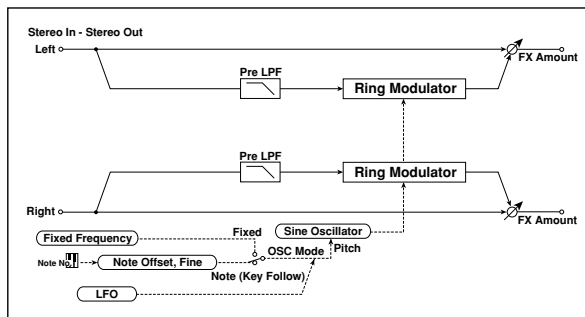 Stereo In - Stereo Out
Left
FX Amount
Pre LPF
Ring Modulator
Pre LPF
Ring Modulator
Right
FX Amount
Fixed
Sine Oscillator
Fixed Frequency
OSC Mode
Pitch
Note No.
Note Offset, Fine
Note (Key Follow)
LFO